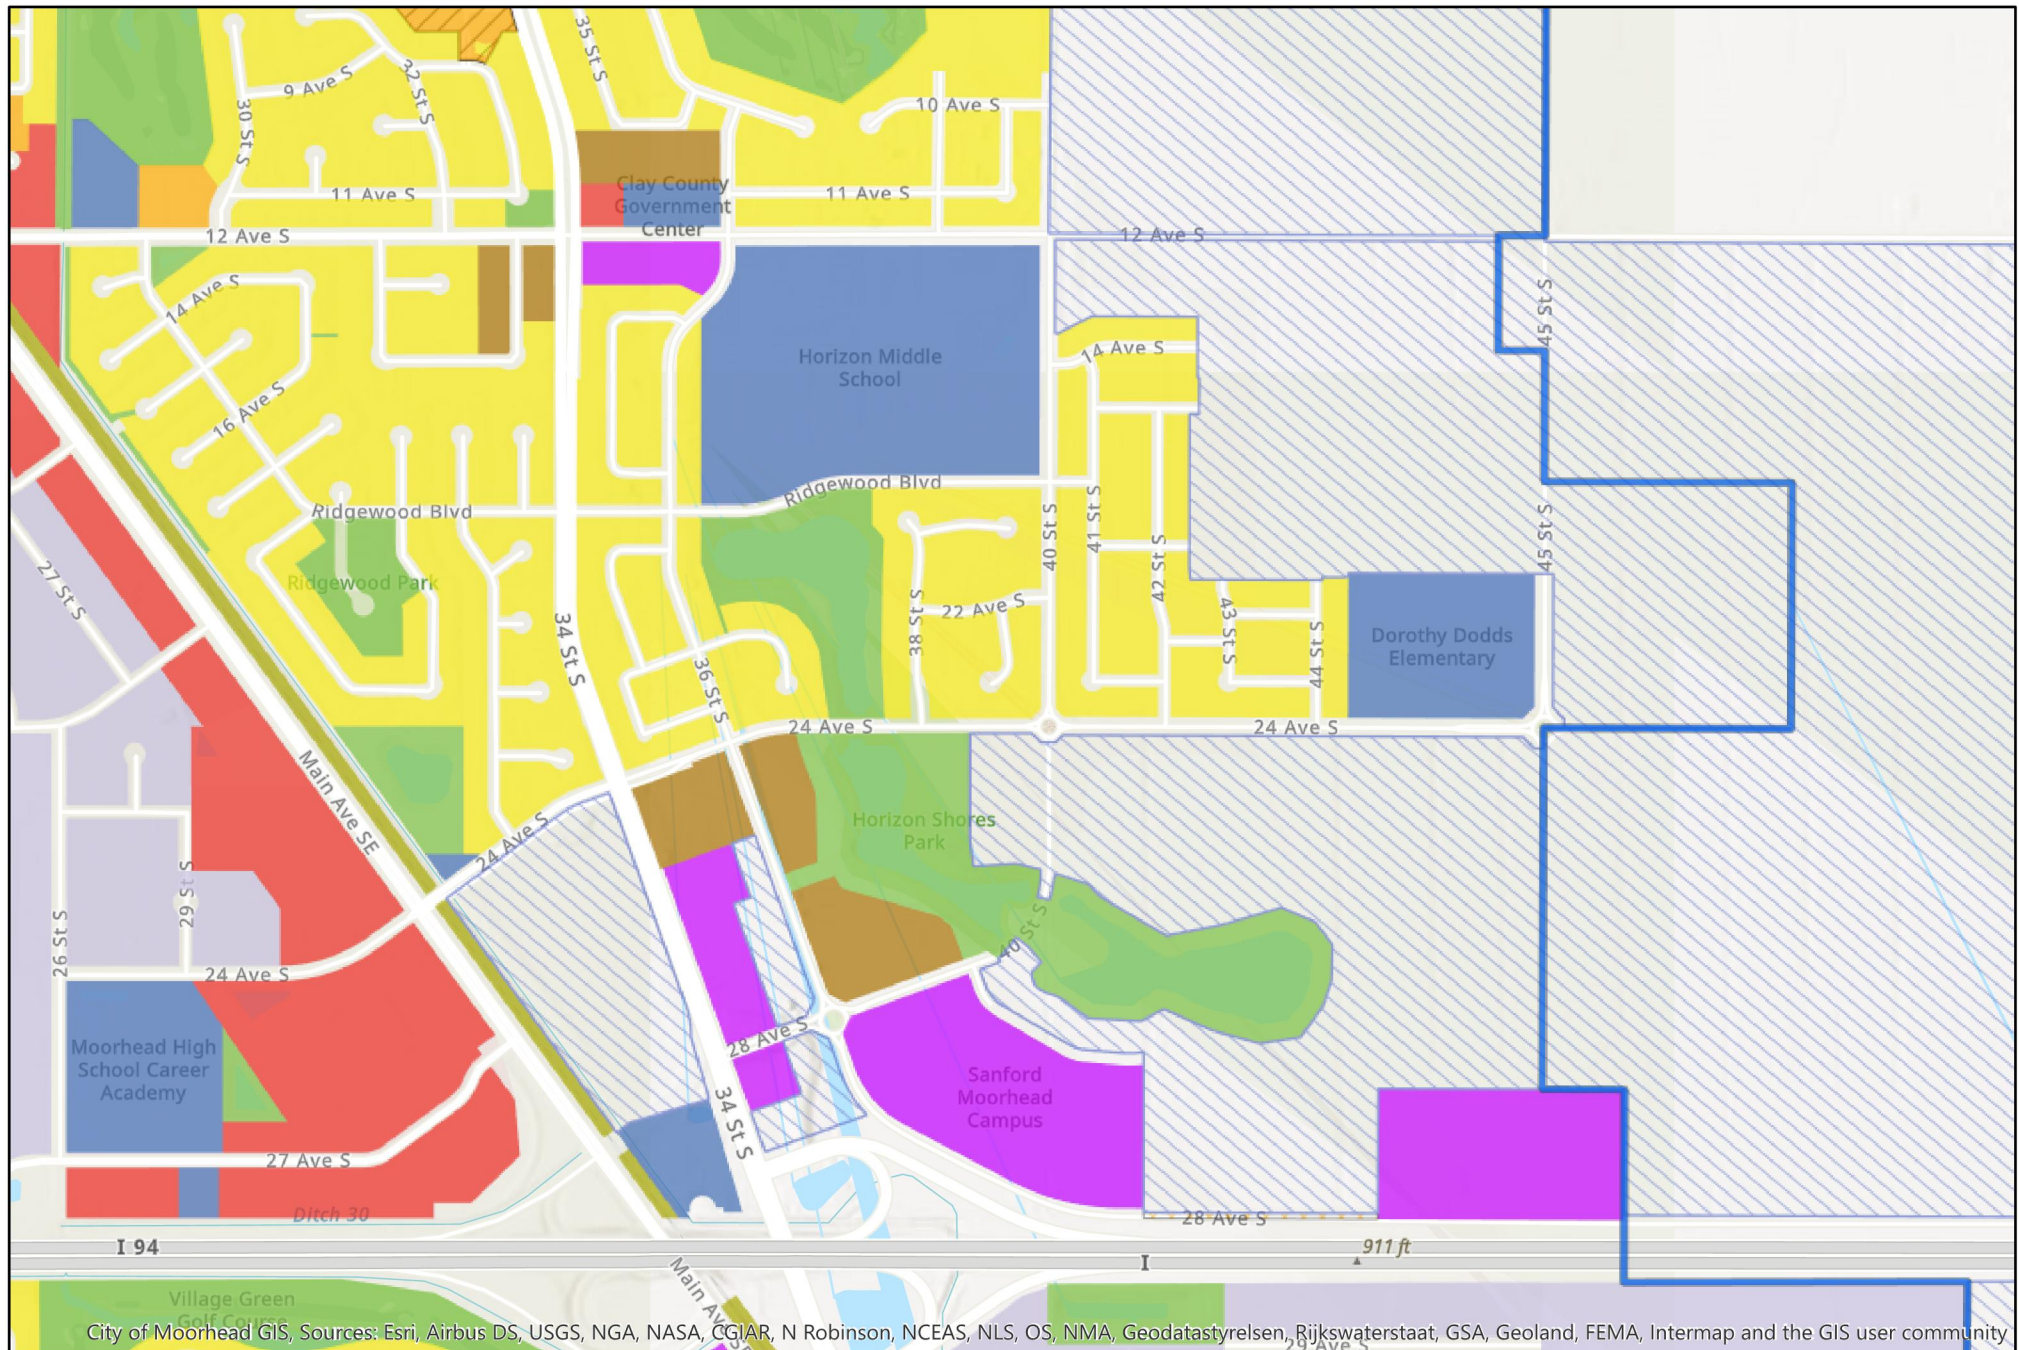 35 St S
9 Ave S
32 St S
30 St S
10 Ave S
11 Ave S
Clay County
Government
Center
11 Ave S
12 Ave S
12 Ave S
14 Ave S
45 St S
14 Ave S
Horizon Middle
School
16 Ave S
Ridgewood Blvd
Ridgewood Blvd
40 St S
41 St S
42 St S
45 St S
27 St S
Ridgewood Park
34 St S
36 St S
38 St S
22 Ave S
43 St S
44 St S
Dorothy Dodds
Elementary
24 Ave S
24 Ave S
Main Ave SE
24 Ave S
Horizon Shores
Park
26 St S
29 St S
24 Ave S
40 St S
28 Ave S
Moorhead High
School Career
Academy
Sanford
Moorhead
Campus
34 St S
27 Ave S
Ditch 30
28 Ave S
I 94
I
911 ft
Main Ave SE
Village Green
Golf Course
City of Moorhead GIS, Sources: Esri, Airbus DS, USGS, NGA, NASA, CGIAR, N Robinson, NCEAS, NLS, OS, NMA, Geodatastyrelsen, Rijkswaterstaat, GSA, Geoland, FEMA, Intermap and the GIS user community
29 Ave S